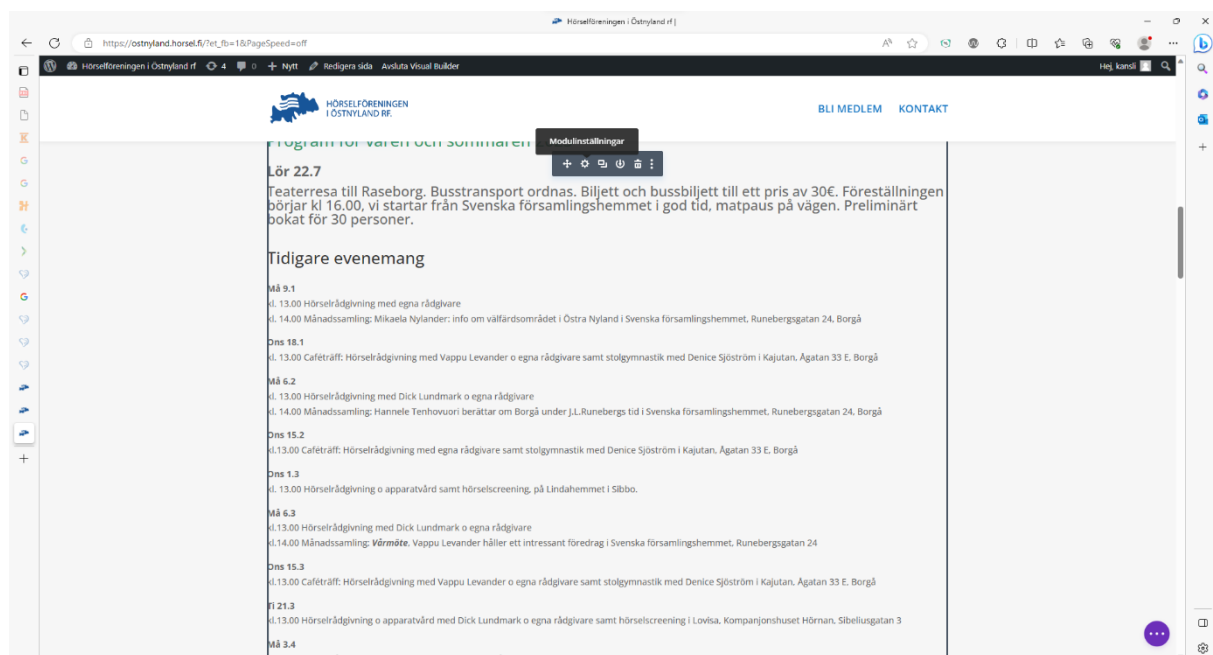 Hörselföreningen i Östnyland rf |
https://ostnyland.horsel.fi/?et_fb=1&PageSpeed=off
Hörselföreningen i Östnyland rf 4 0 Nytt Redigera sida Avsluta Visual Builder Hej, kansli
HÖRSELFÖRENINGEN
I ÖSTNYLAND RF.
BLI MEDLEM KONTAKT
Program för våren och sommaren
Modulinställningar
Lör 22.7
Teaterresa till Raseborg. Busstransport ordnas. Biljett och bussbiljett till ett pris av 30€. Föreställningen
börjar kl 16.00, vi startar från Svenska församlingshemmet i god tid, matpaus på vägen. Preliminärt
bokat för 30 personer.
Tidigare evenemang
Må 9.1
kl. 13.00 Hörselrådgivning med egna rådgivare
kl. 14.00 Månadssamling: Mikaela Nylander: info om välfärdsområdet i Östra Nyland i Svenska församlingshemmet, Runebergsgatan 24, Borgå
Ons 18.1
kl. 13.00 Caféträff: Hörselrådgivning med Vappu Levander o egna rådgivare samt stolgymnastik med Denice Sjöström i Kajutan, Ågatan 33 E, Borgå
Må 6.2
kl. 13.00 Hörselrådgivning med Dick Lundmark o egna rådgivare
kl. 14.00 Månadssamling: Hannele Tenhovuori berättar om Borgå under J.L.Runebergs tid i Svenska församlingshemmet, Runebergsgatan 24, Borgå
Ons 15.2
kl.13.00 Caféträff: Hörselrådgivning med egna rådgivare samt stolgymnastik med Denice Sjöström i Kajutan, Ågatan 33 E, Borgå
Ons 1.3
kl. 13.00 Hörselrådgivning o apparatvård samt hörselscreening, på Lindahemmet i Sibbo.
Må 6.3
kl.13.00 Hörselrådgivning med Dick Lundmark o egna rådgivare
kl.14.00 Månadssamling: Vårmöte. Vappu Levander håller ett intressant föredrag i Svenska församlingshemmet, Runebergsgatan 24
Ons 15.3
kl.13.00 Caféträff: Hörselrådgivning med Vappu Levander o egna rådgivare samt stolgymnastik med Denice Sjöström i Kajutan, Ågatan 33 E, Borgå
Ti 21.3
kl.13.00 Hörselrådgivning o apparatvård med Dick Lundmark o egna rådgivare samt hörselscreening i Lovisa, Kompanjonshuset Hörnan, Sibeliusgatan 3
Må 3.4